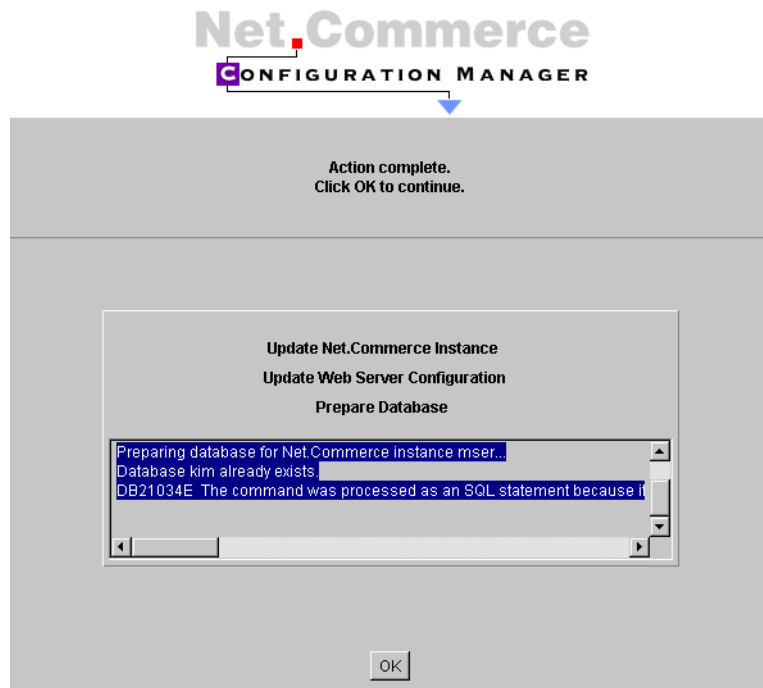 Net.Commerce
CONFIGURATION MANAGER
Action complete.
Click OK to continue.
Update Net.Commerce Instance
Update Web Server Configuration
Prepare Database
Preparing database for Net.Commerce instance mser...
Database kim already exists.
DB21034E The command was processed as an SQL statement because
OK